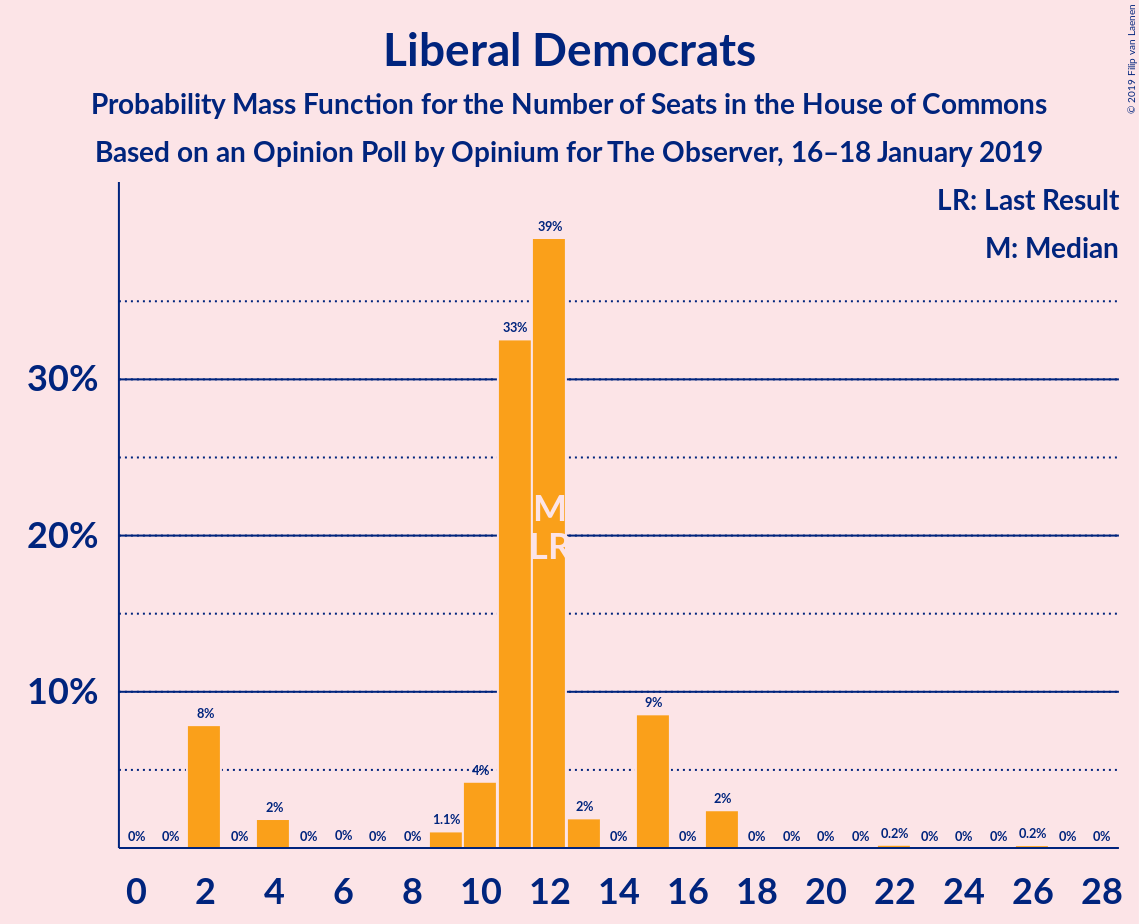 Liberal Democrats
Probability Mass Function for the Number of Seats in the House of Commons
Based on an Opinion Poll by Opinium for The Observer, 16–18 January 2019
© 2019 Filip van Laenen
LR: Last Result
M: Median
30%
20%
10%
0% 0% 8% 0% 2% 0% 0% 0% 0% 1.1% 4% 33% 39% 2% 0% 9% 0% 2% 0% 0% 0% 0% 0.2% 0% 0% 0% 0.2% 0% 0%
M
LR
0 2 4 6 8 10 12 14 16 18 20 22 24 26 28